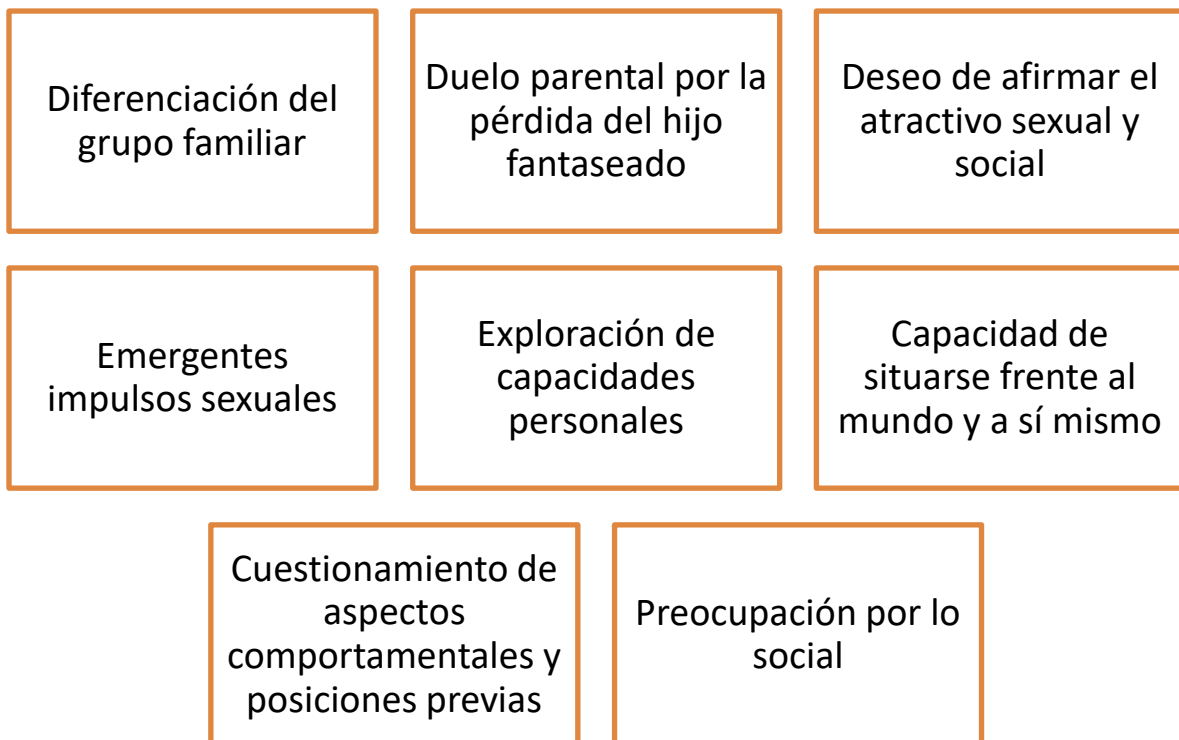 Diferenciación del
grupo familiar
Duelo parental por la
pérdida del hijo
fantaseado
Deseo de afirmar el
atractivo sexual y
social
Emergentes
impulsos sexuales
Exploración de
capacidades
personales
Capacidad de
situarse frente al
mundo y a sí mismo
Cuestionamiento de
aspectos
comportamentales y
posiciones previas
Preocupación por lo
social